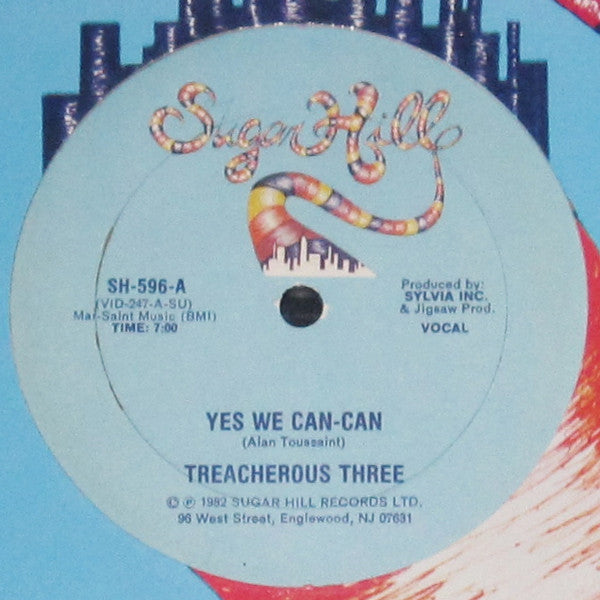 Sugar Hill
SH-596-A
(VID-247-A-SU)
Mar-Saint Music (BMI)
TIME: 7:00
Produced by:
SYLVIA INC.
& Jigsaw Prod.
VOCAL
YES WE CAN-CAN
(Alan Toussaint)
TREACHEROUS THREE
© ℗ 1982 SUGAR HILL RECORDS LTD.
96 West Street, Englewood, NJ 07631